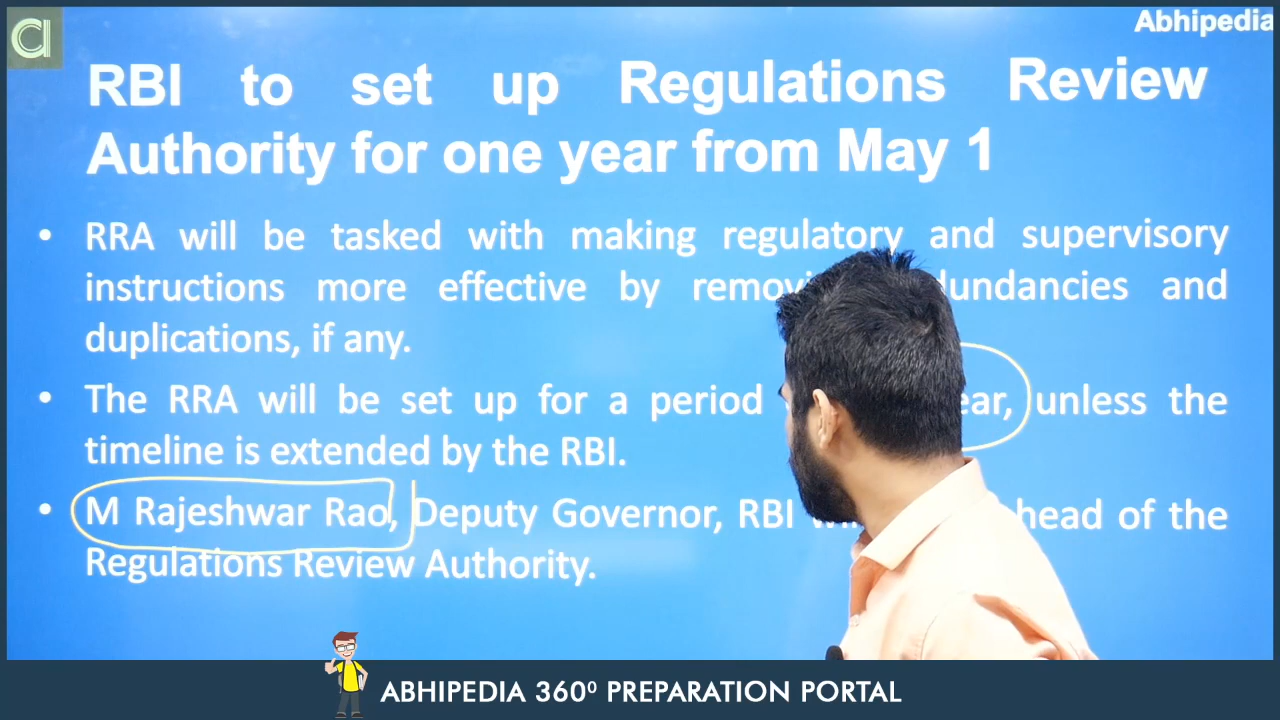 Abhipedia
RBI to set up Regulations Review
Authority for one year from May 1
• RRA will be tasked with making regulatory and supervisory
instructions more effective by and
duplications, if any.
• The RRA will be set up for a period unless the
timeline is extended by the RBI.
• M Rajeshwar Rao, Deputy Governor, RBI head of the
Regulations Review Authority.
ABHIPEDIA 360⁰ PREPARATION PORTAL